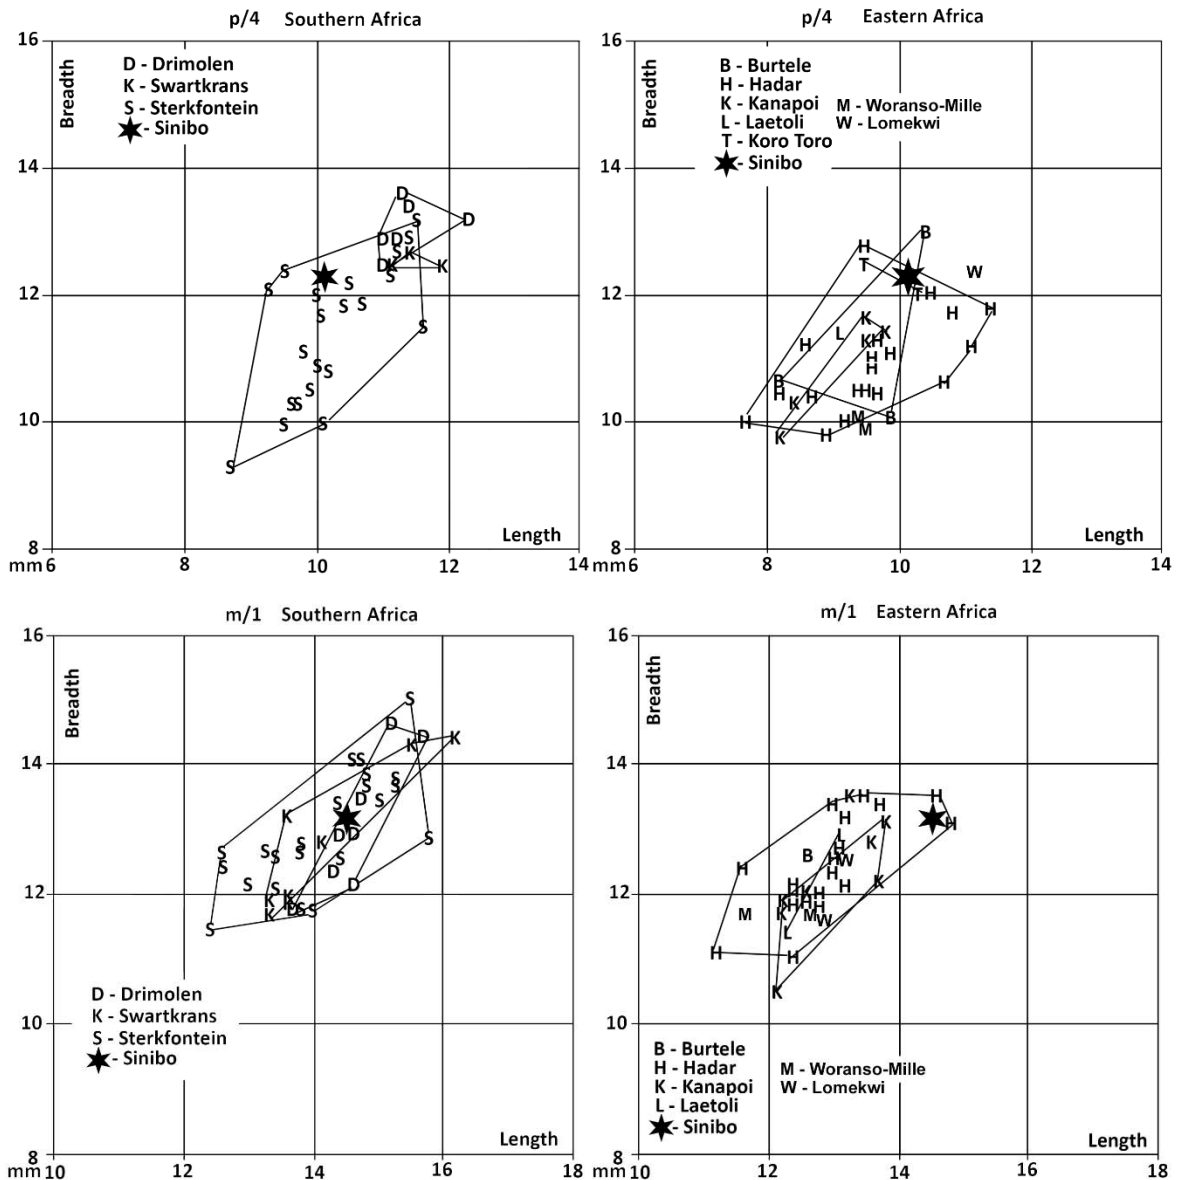 p/4 Southern Africa
16
Breadth
D - Drimolen
K - Swartkrans
S - Sterkfontein
- Sinibo
14
12
10
Length
8
mm 6 8 10 12 14
p/4 Eastern Africa
16
Breadth
B - Burtele
H - Hadar
K - Kanapoi
M - Woranso-Mille
L - Laetoli
W - Lomekwi
T - Koro Toro
- Sinibo
14
12
10
Length
8
mm 6 8 10 12 14
m/1 Southern Africa
16
Breadth
14
12
D - Drimolen
K - Swartkrans
10
S - Sterkfontein
- Sinibo
Length
8
mm 10 12 14 16 18
m/1 Eastern Africa
16
Breadth
14
12
10
B - Burtele
H - Hadar
M - Woranso-Mille
K - Kanapoi
W - Lomekwi
L - Laetoli
- Sinibo
Length
8
mm 10 12 14 16 18